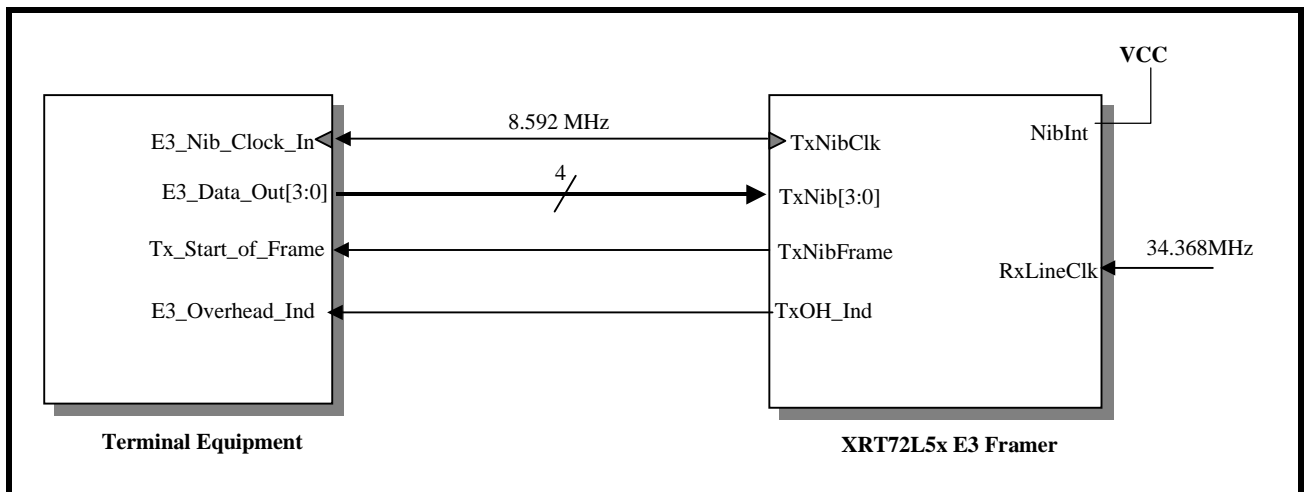 VCC
8.592 MHz
E3_Nib_Clock_In
TxNibClk
NibInt
4
E3_Data_Out[3:0]
TxNib[3:0]
Tx_Start_of_Frame
TxNibFrame
34.368MHz
RxLineClk
E3_Overhead_Ind
TxOH_Ind
Terminal Equipment
XRT72L5x E3 Framer